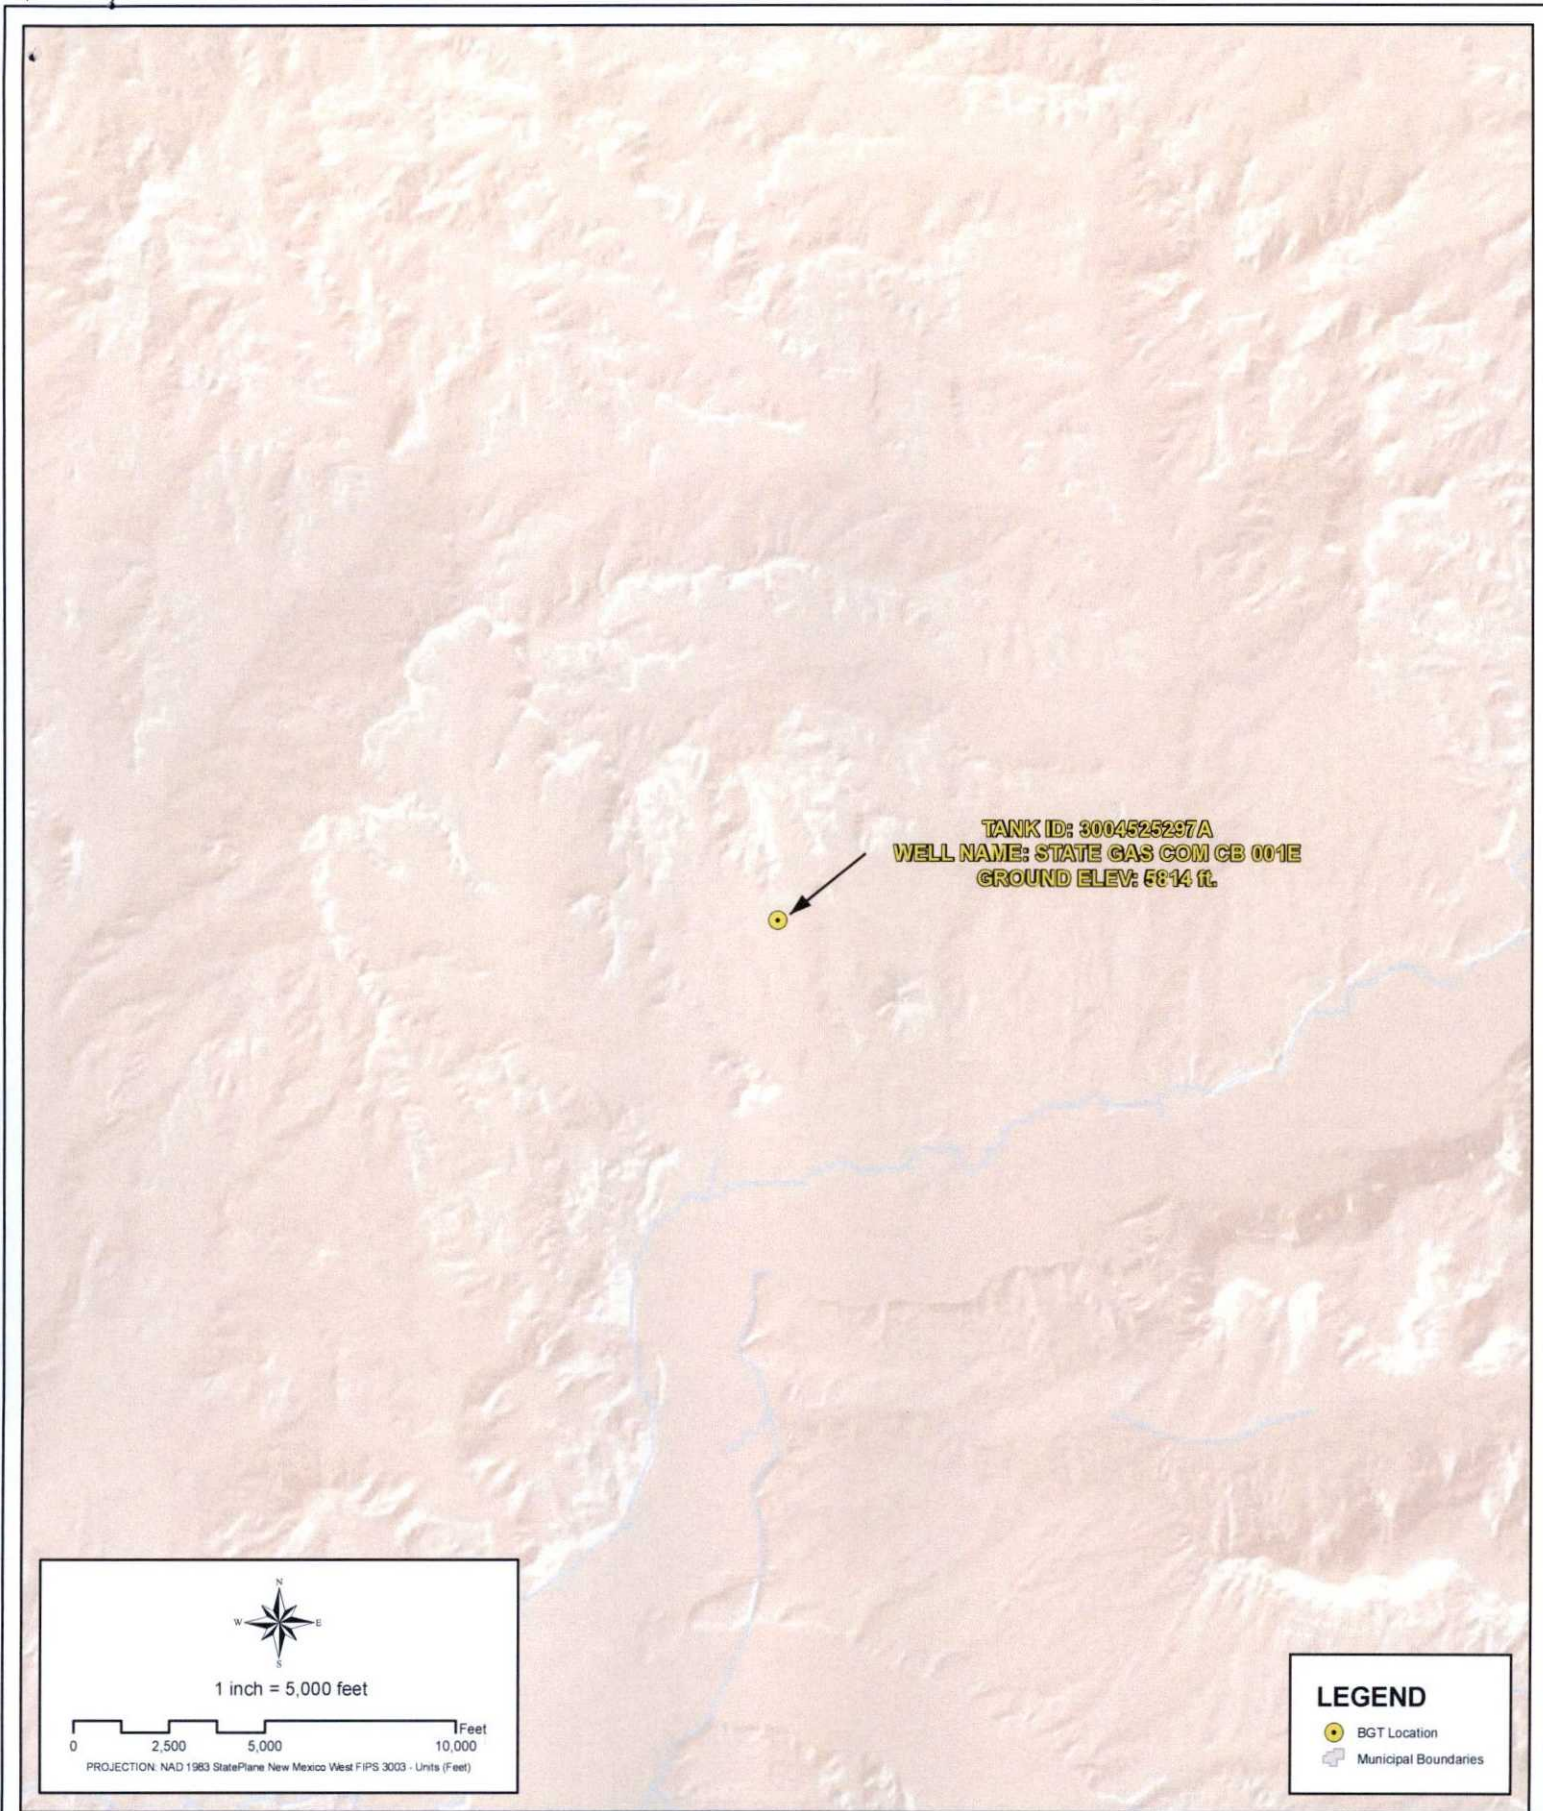 TANK ID: 3004525297A
WELL NAME: STATE GAS COM CB 001E
GROUND ELEV: 5814 ft.
N
W E
S
1 inch = 5,000 feet
Feet
0 2,500 5,000 10,000
PROJECTION: NAD 1983 StatePlane New Mexico West FIPS 3003 - Units (Feet)
LEGEND
BGT Location
Municipal Boundaries